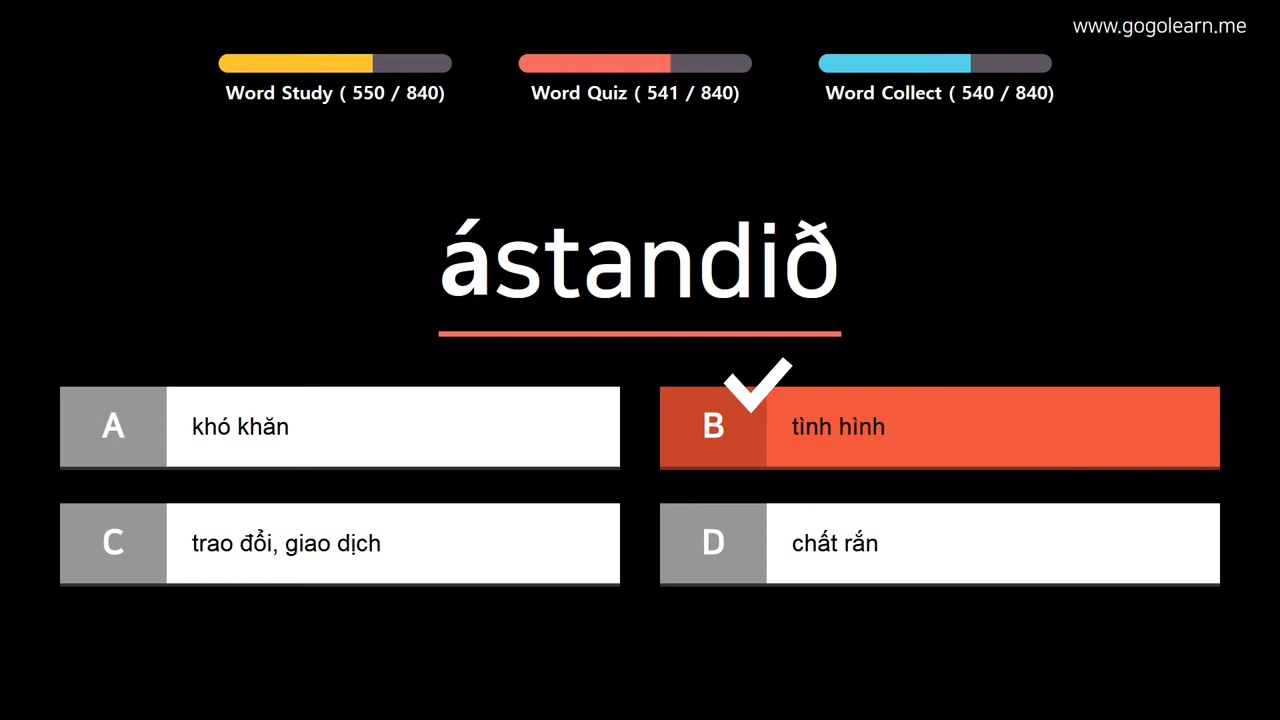 www.gogolearn.me
Word Study ( 550 / 840)
Word Quiz ( 541 / 840)
Word Collect ( 540 / 840)
ástandið
A
khó khăn
B
tình hình
C
trao đổi, giao dịch
D
chất rắn